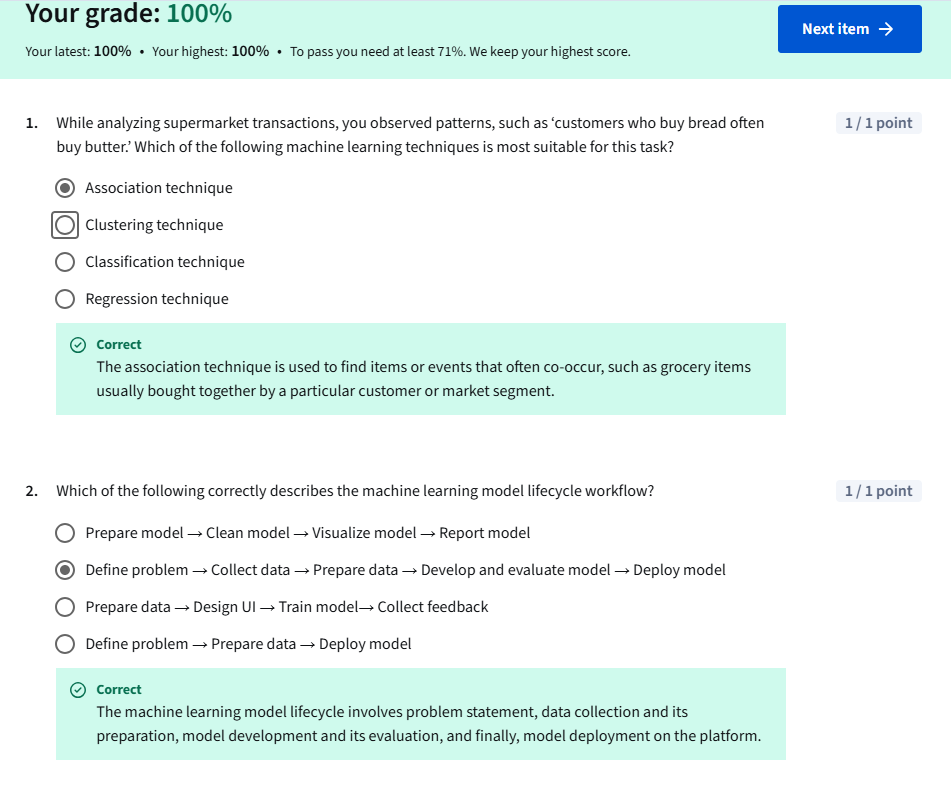 Your grade: 100%
Next item →
Your latest: 100% • Your highest: 100% • To pass you need at least 71%. We keep your highest score.
1. While analyzing supermarket transactions, you observed patterns, such as ‘customers who buy bread often
buy butter.’ Which of the following machine learning techniques is most suitable for this task?
1 / 1 point
Association technique
Clustering technique
Classification technique
Regression technique
Correct
The association technique is used to find items or events that often co-occur, such as grocery items
usually bought together by a particular customer or market segment.
2. Which of the following correctly describes the machine learning model lifecycle workflow?
1 / 1 point
Prepare model → Clean model → Visualize model → Report model
Define problem → Collect data → Prepare data → Develop and evaluate model → Deploy model
Prepare data → Design UI → Train model→ Collect feedback
Define problem → Prepare data → Deploy model
Correct
The machine learning model lifecycle involves problem statement, data collection and its
preparation, model development and its evaluation, and finally, model deployment on the platform.